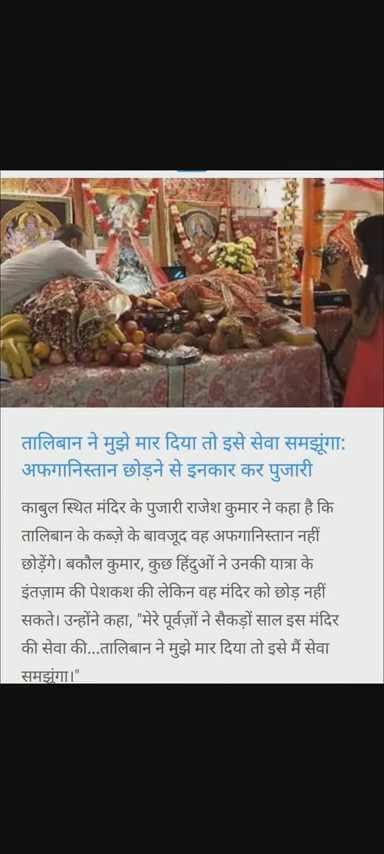 तालिबान ने मुझे मार दिया तो इसे सेवा समझूंगा:
अफगानिस्तान छोड़ने से इनकार कर पुजारी
काबुल स्थित मंदिर के पुजारी राजेश कुमार ने कहा है कि
तालिबान के कब्ज़े के बावजूद वह अफगानिस्तान नहीं
छोड़ेंगे। बकौल कुमार, कुछ हिंदुओं ने उनकी यात्रा के
इंतज़ाम की पेशकश की लेकिन वह मंदिर को छोड़ नहीं
सकते। उन्होंने कहा, "मेरे पूर्वज़ों ने सैकड़ों साल इस मंदिर
की सेवा की...तालिबान ने मुझे मार दिया तो इसे मैं सेवा
समझूंगा।"